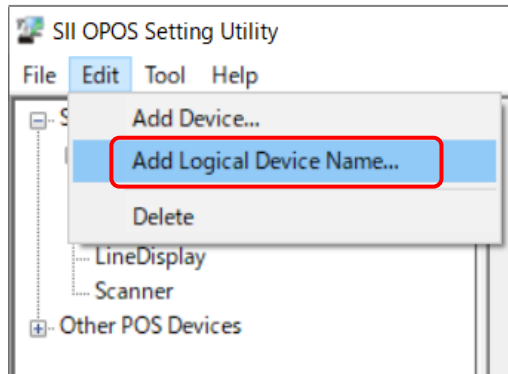 SII OPOS Setting Utility
File Edit Tool Help
S
Add Device...
Add Logical Device Name...
Delete
LineDisplay
Scanner
Other POS Devices